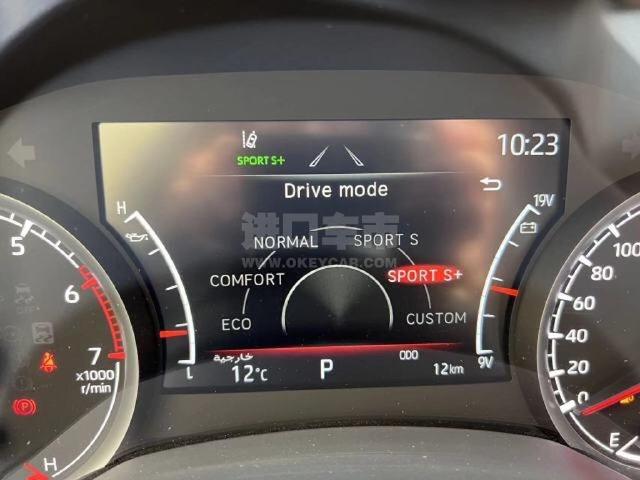 10:23
SPORT S+
Drive mode
H
19V
NORMAL
SPORT S
进口车市
WWW.OKEYCAR.COM
COMFORT
SPORT S+
ECO
CUSTOM
L
خارجية
ODO
9V
12°C
P
12km
5
6
7
x1000
r/min
H
100
80
60
40
20
0
E